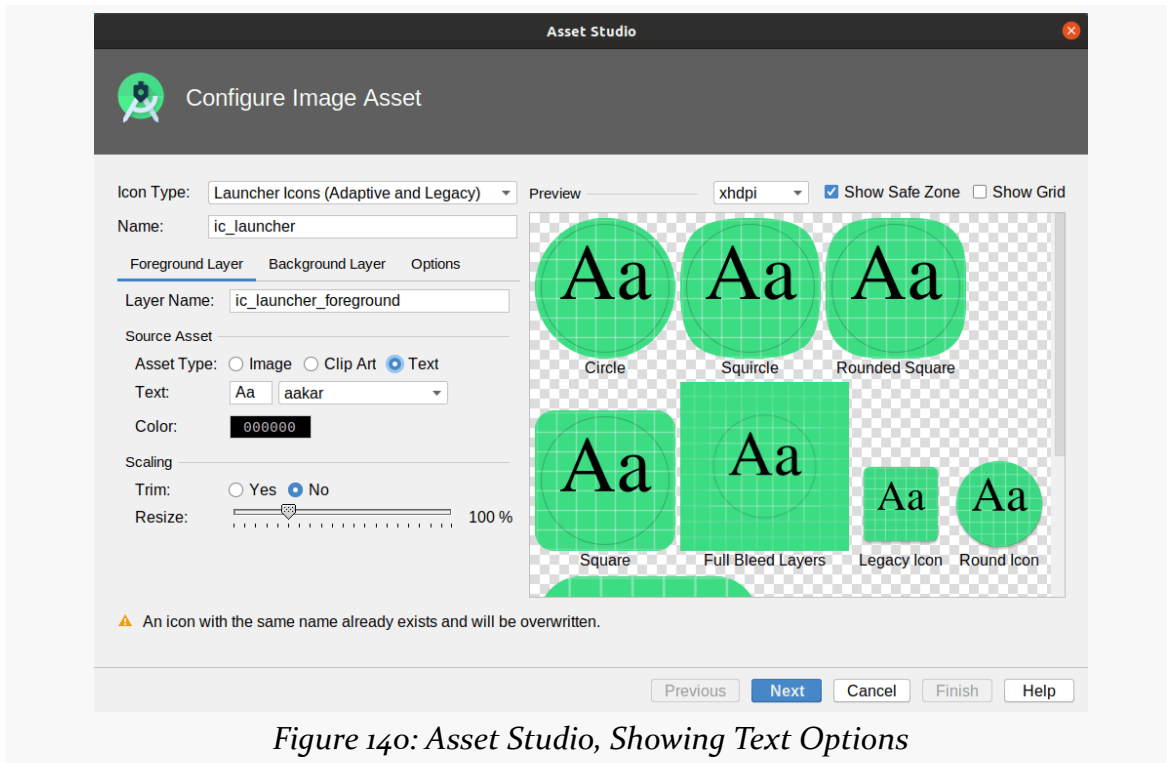 Asset Studio
Configure Image Asset
Icon Type: Launcher Icons (Adaptive and Legacy)
Name: ic_launcher
Foreground Layer Background Layer Options
Layer Name: ic_launcher_foreground
Source Asset
Asset Type: Image Clip Art Text
Text: Aa aakar
Color: 000000
Scaling
Trim: Yes No
Resize: 100 %
Preview xhdpi Show Safe Zone Show Grid
Aa Aa Aa
Circle Squircle Rounded Square
Aa Aa Aa Aa
Square Full Bleed Layers Legacy Icon Round Icon
An icon with the same name already exists and will be overwritten.
Previous Next Cancel Finish Help
Figure 140: Asset Studio, Showing Text Options